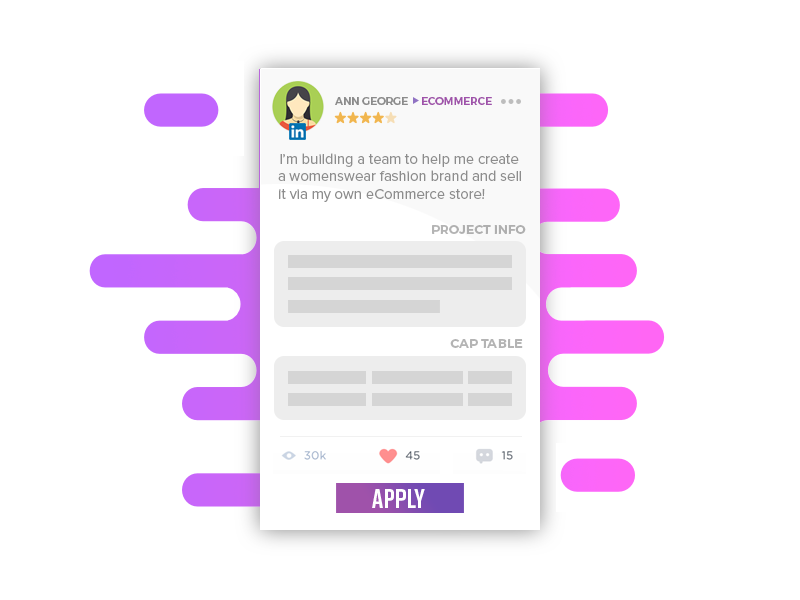 ANN GEORGE ECOMMERCE
in
I'm building a team to help me create
a womenswear fashion brand and sell
it via my own eCommerce store!
PROJECT INFO
CAP TABLE
30k 45 15
APPLY